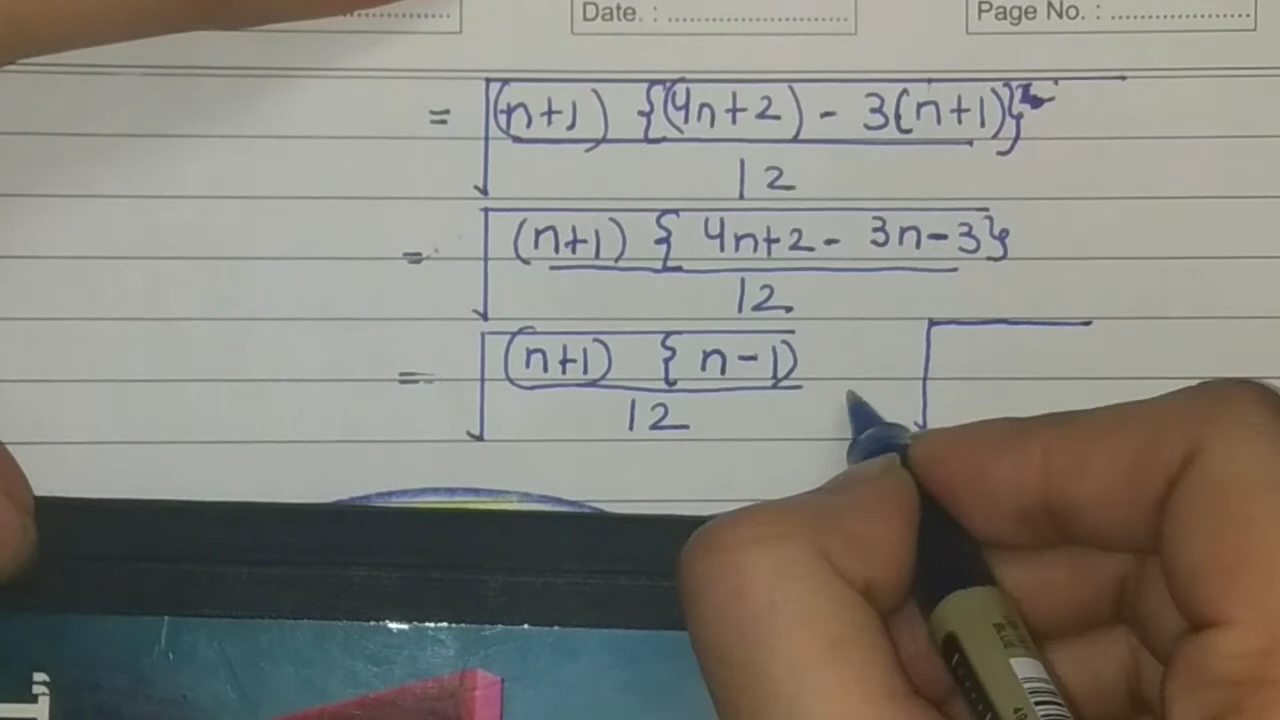 Date. : Page No. :
= √(n+1) {(4n+2) - 3(n+1)}
12
= √(n+1) { 4n+2 - 3n-3}
12
= √(n+1) { n-1) √
12